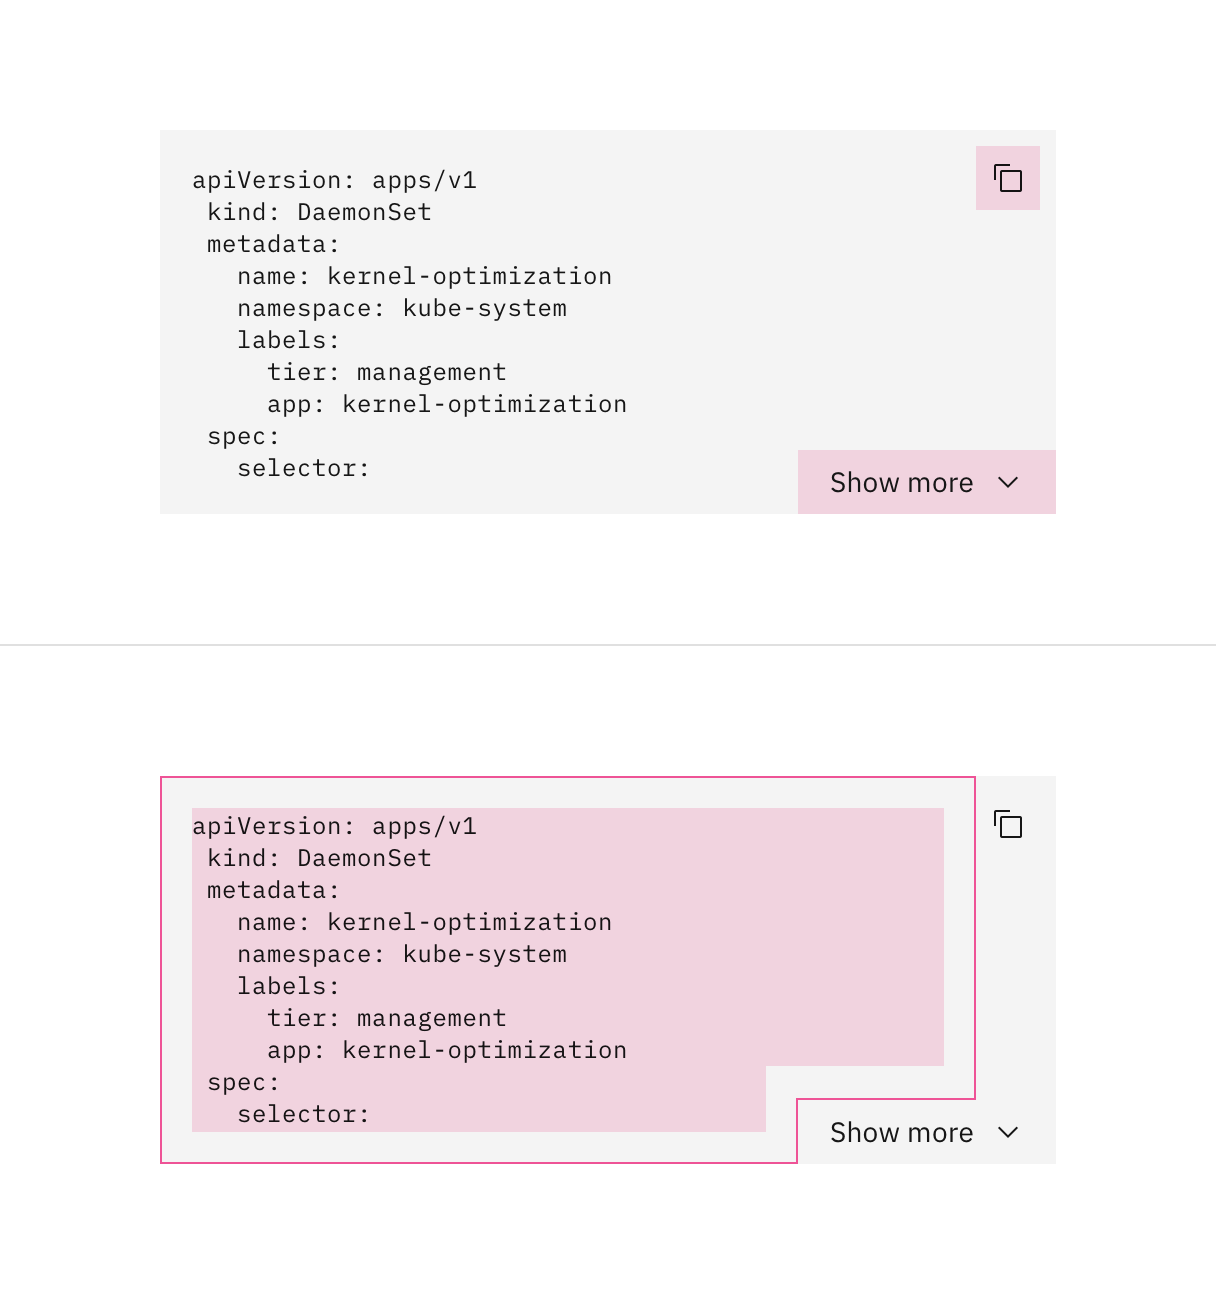 apiVersion: apps/v1
 kind: DaemonSet
 metadata:
   name: kernel-optimization
   namespace: kube-system
   labels:
     tier: management
     app: kernel-optimization
 spec:
   selector:
Show more
apiVersion: apps/v1
 kind: DaemonSet
 metadata:
   name: kernel-optimization
   namespace: kube-system
   labels:
     tier: management
     app: kernel-optimization
 spec:
   selector:
Show more